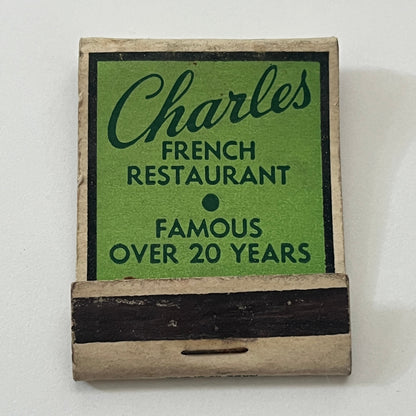 Charles
FRENCH
RESTAURANT
●
FAMOUS
OVER 20 YEARS